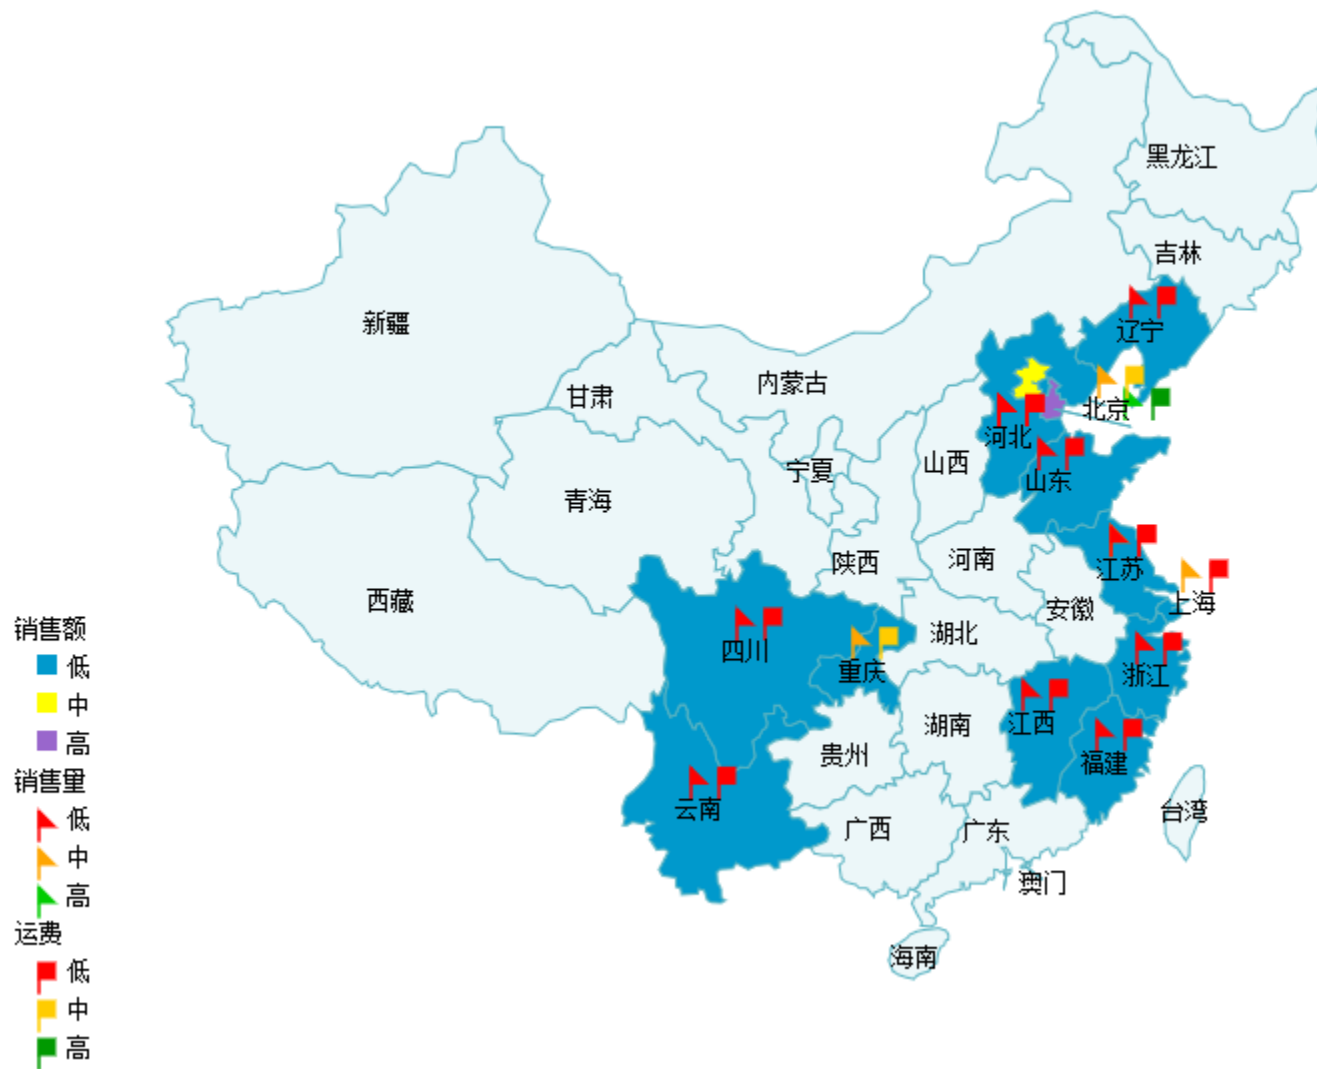 黑龙江
吉林
辽宁
新疆
内蒙古
甘肃
北京
河北
山西
宁夏
山东
青海
陕西
河南
江苏
西藏
上海
安徽
湖北
四川
重庆
浙江
江西
湖南
贵州
福建
云南
台湾
广西
广东
澳门
海南
销售额
低
中
高
销售量
低
中
高
运费
低
中
高